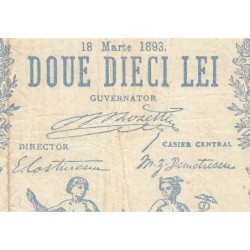 18 Marte 1893.
DOUE DIECI LEI
GUVERNATOR
DIRECTOR CASIER CENTRAL